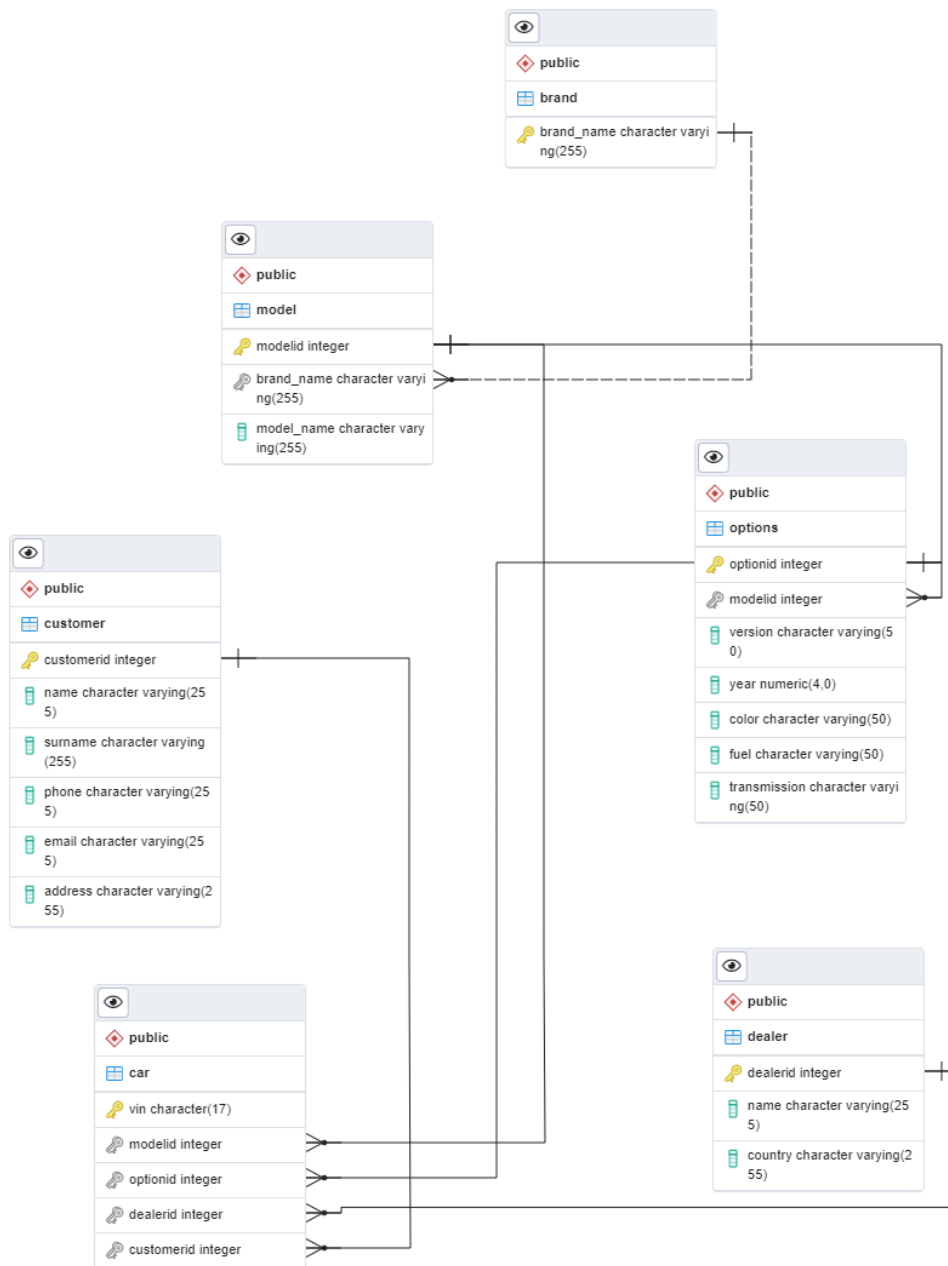 public
brand
brand_name character varyi
ng(255)
public
model
modelid integer
brand_name character varyi
ng(255)
model_name character vary
ing(255)
public
options
optionid integer
modelid integer
version character varying(5
0)
year numeric(4,0)
color character varying(50)
fuel character varying(50)
transmission character varyi
ng(50)
public
customer
customerid integer
name character varying(25
5)
surname character varying
(255)
phone character varying(25
5)
email character varying(25
5)
address character varying(2
55)
public
dealer
dealerid integer
name character varying(25
5)
country character varying(2
55)
public
car
vin character(17)
modelid integer
optionid integer
dealerid integer
customerid integer